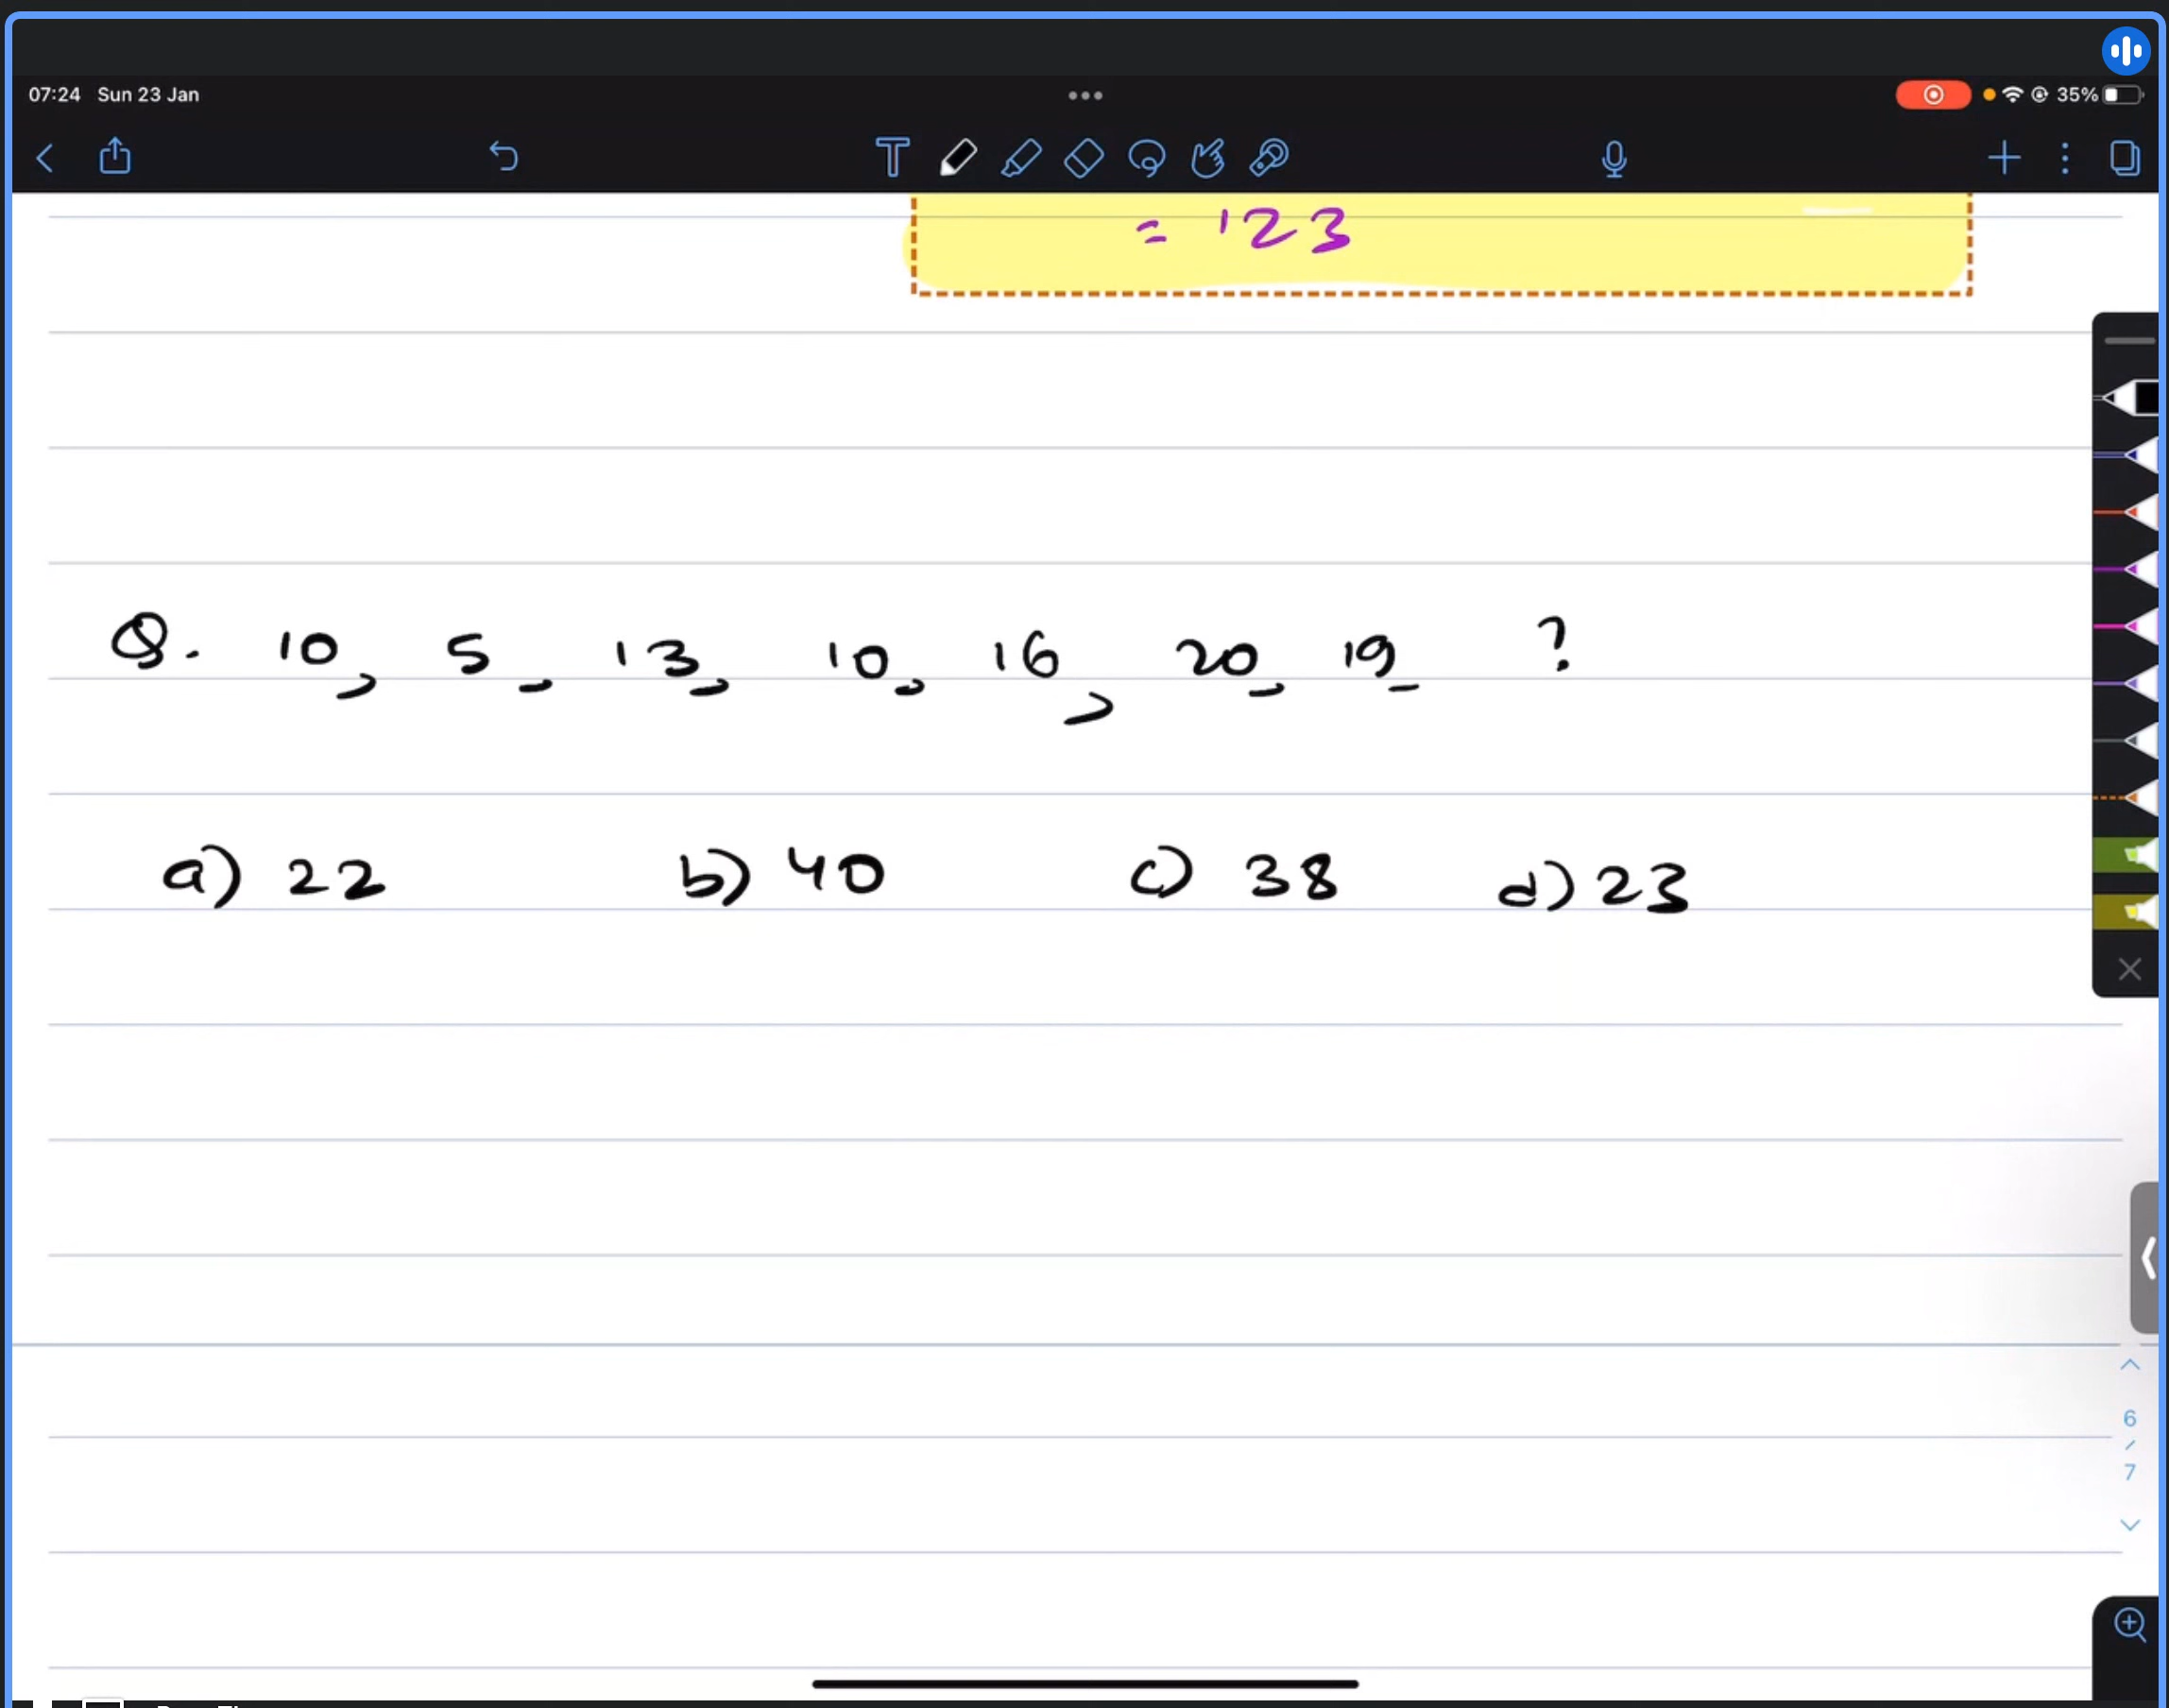 07:24 Sun 23 Jan
35%
= 123
Q. 10, 5, 13, 10, 16, 20, 19, ?
a) 22 b) 40 c) 38 d) 23
6
/
7